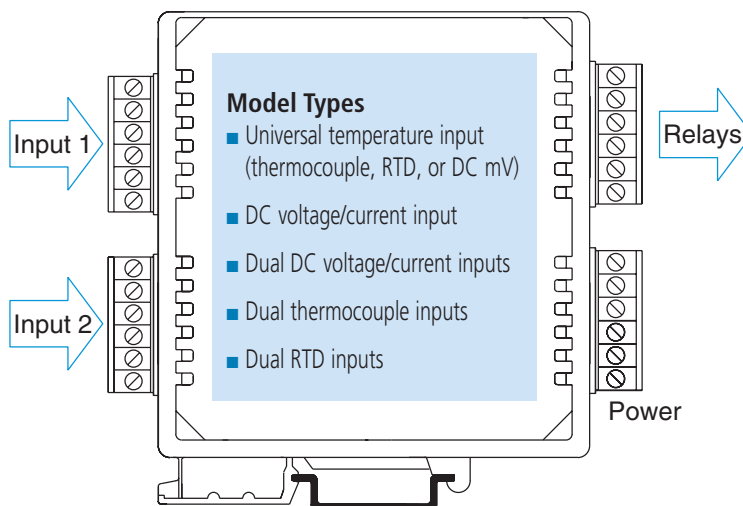 Model Types
■ Universal temperature input
(thermocouple, RTD, or DC mV)
■ DC voltage/current input
■ Dual DC voltage/current inputs
■ Dual thermocouple inputs
■ Dual RTD inputs
Input 1
Input 2
Relays
Power